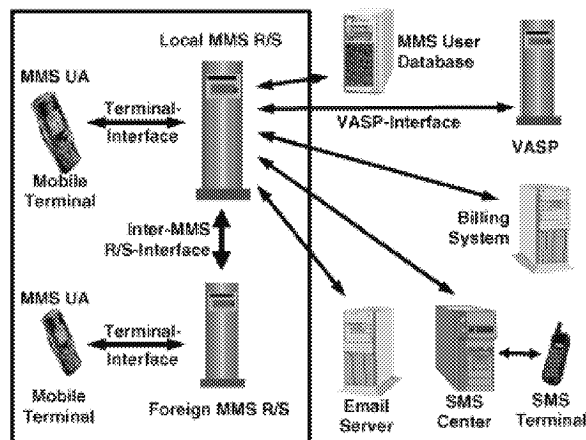 Local MMS R/S
MMS User
Database
MMS UA
Terminal-
Interface
VASP-Interface
VASP
Mobile
Terminal
Inter-MMS
R/S-Interface
Billing
System
MMS UA
Terminal-
Interface
Mobile
Terminal
Foreign MMS R/S
Email
Server
SMS
Center
SMS
Terminal